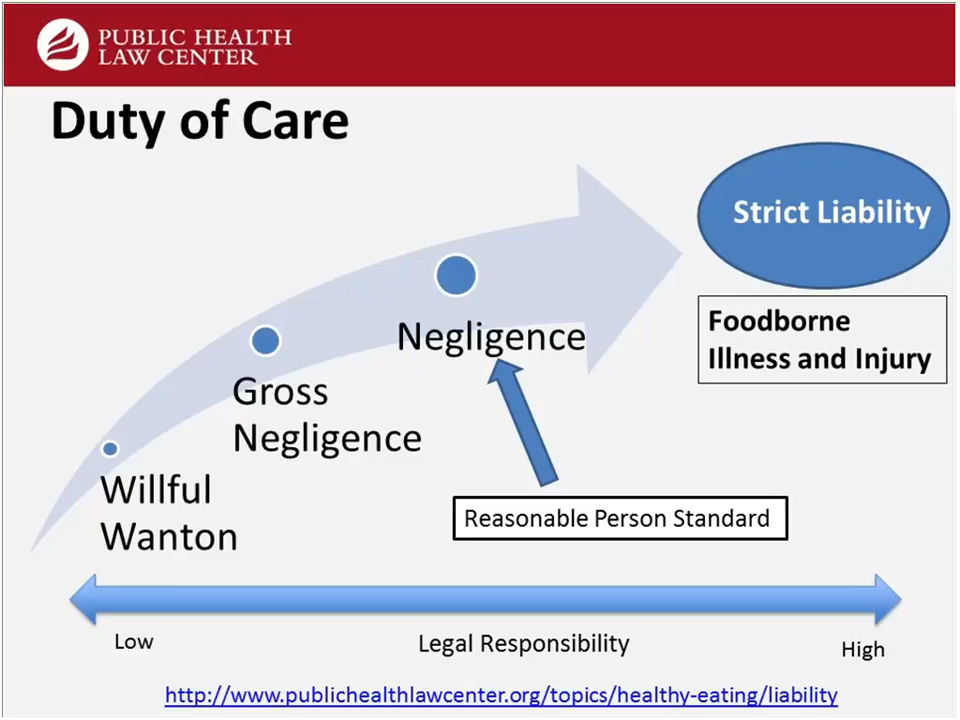 PUBLIC HEALTH
LAW CENTER
Duty of Care
Strict Liability
Foodborne
Illness and Injury
Negligence
Gross
Negligence
Willful
Wanton
Reasonable Person Standard
Low
Legal Responsibility
High
http://www.publichealthlawcenter.org/topics/healthy-eating/liability